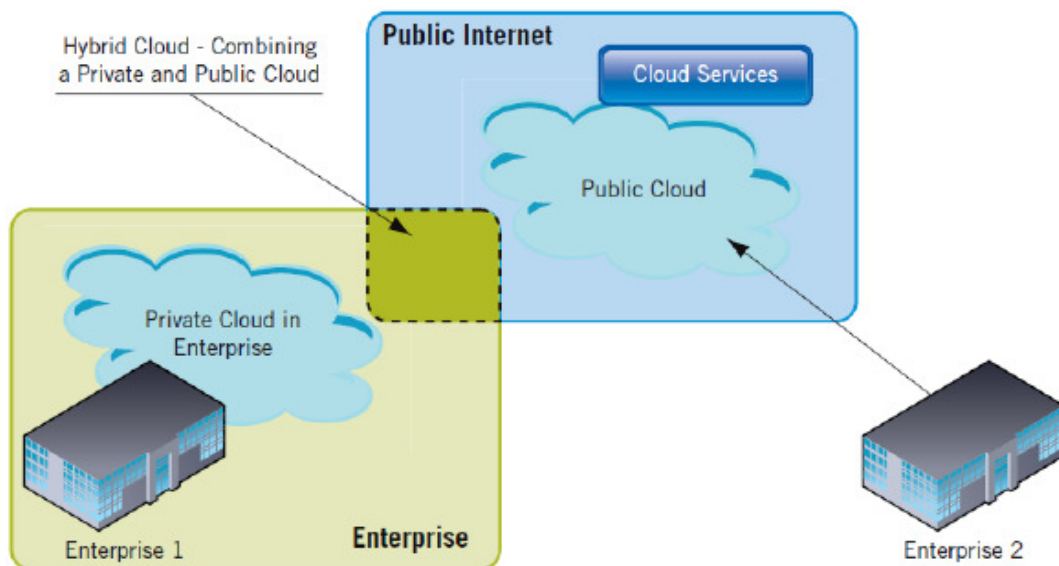 Hybrid Cloud - Combining
a Private and Public Cloud
Public Internet
Cloud Services
Public Cloud
Private Cloud in
Enterprise
Enterprise 1
Enterprise
Enterprise 2